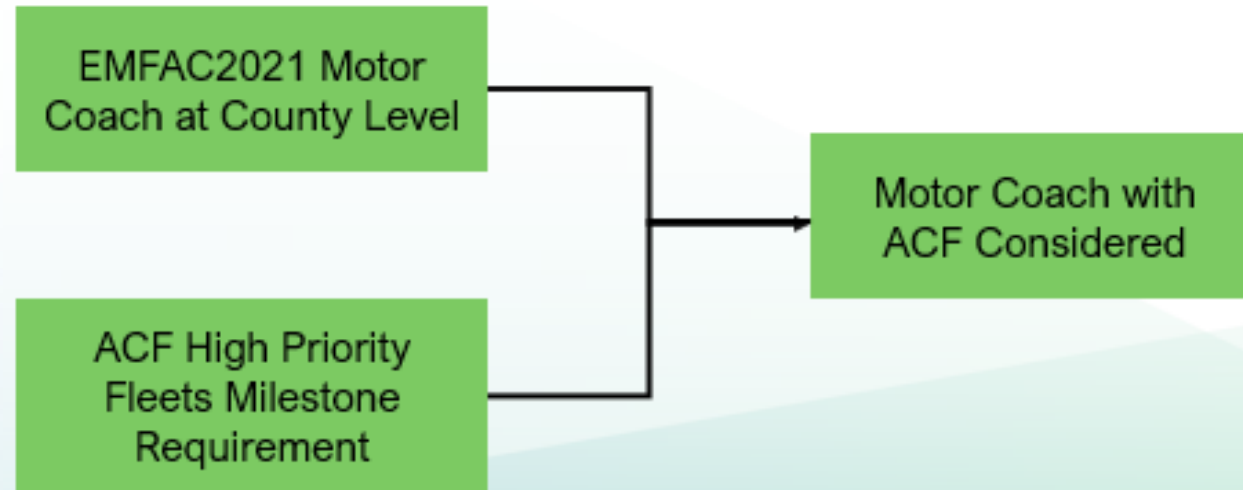 EMFAC2021 Motor
Coach at County Level
Motor Coach with
ACF Considered
ACF High Priority
Fleets Milestone
Requirement